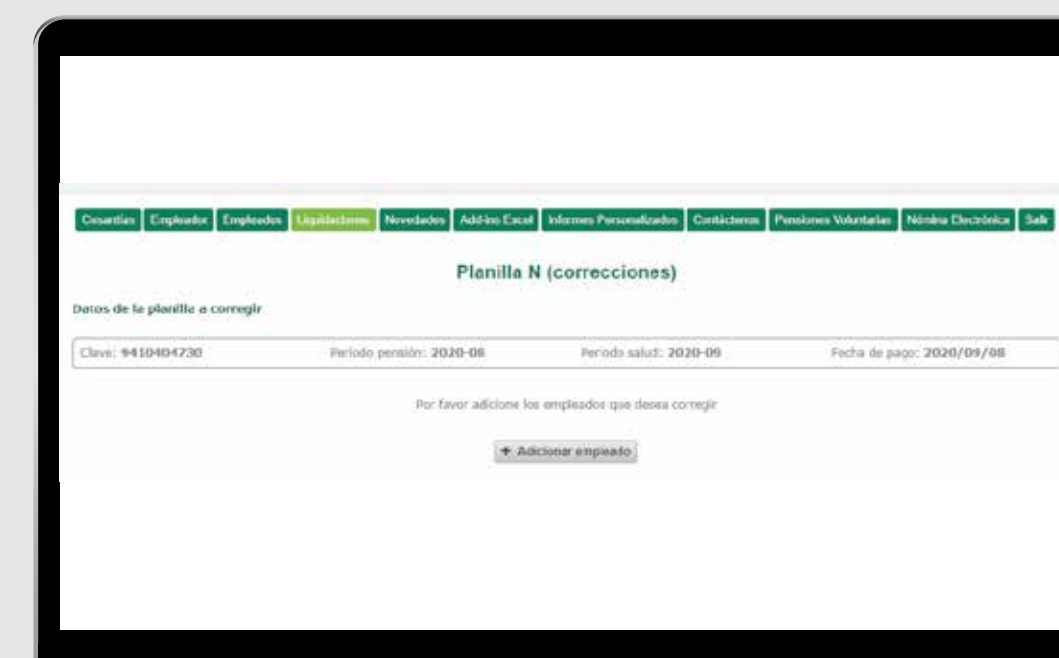 Cesantías Empleador Empleados Liquidaciones Novedades Add-ins Excel Informes Personalizados Contáctenos Pensiones Voluntarias Nómina Electrónica Salir
Planilla N (correcciones)
Datos de la planilla a corregir
Clave: 9410404730 Periodo pensión: 2020-08 Periodo salud: 2020-09 Fecha de pago: 2020/09/08
Por favor adicione los empleados que desea corregir
+ Adicionar empleado